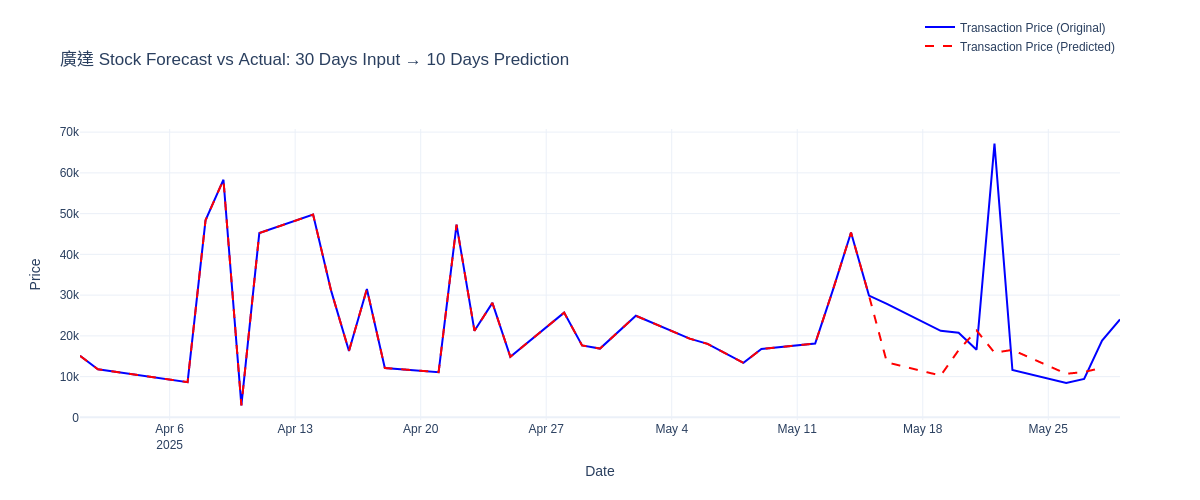 廣達 Stock Forecast vs Actual: 30 Days Input → 10 Days Prediction
Transaction Price (Original)
Transaction Price (Predicted)
70k
60k
50k
40k
30k
20k
10k
0
Price
Apr 6
2025
Apr 13
Apr 20
Apr 27
May 4
May 11
May 18
May 25
Date